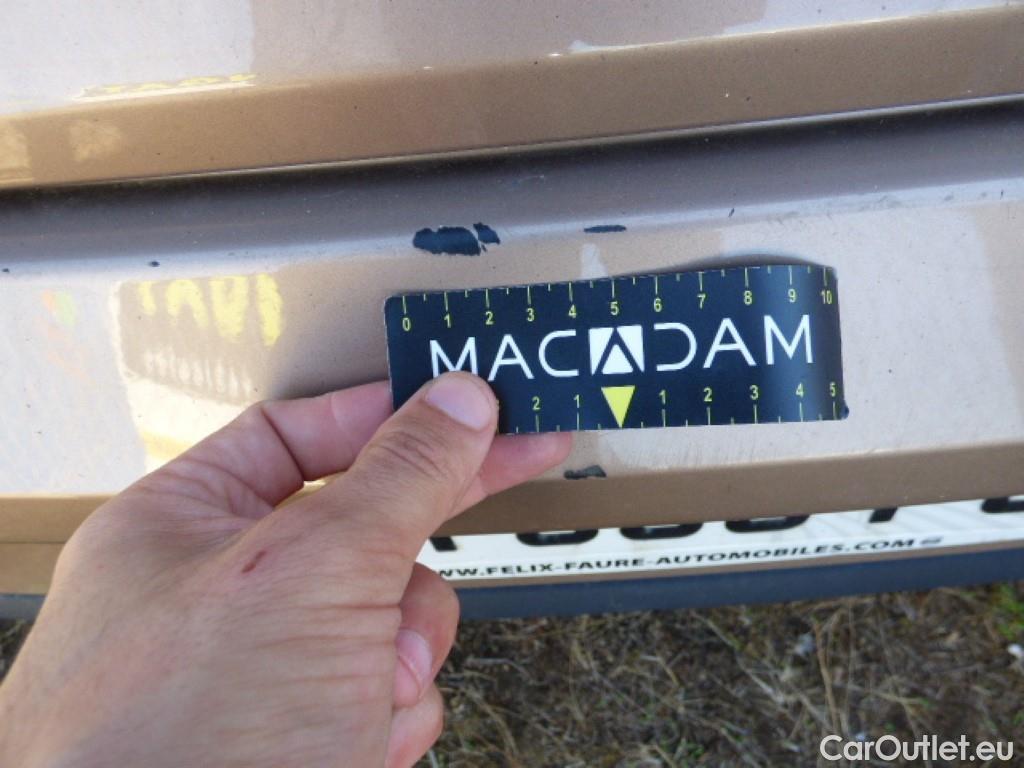 0 1 2 3 4 5 6 7 8 9 10
MACADAM
2 1 1 2 3 4 5
WWW.FELIX-FAURE-AUTOMOBILES.COM
CarOutlet.eu